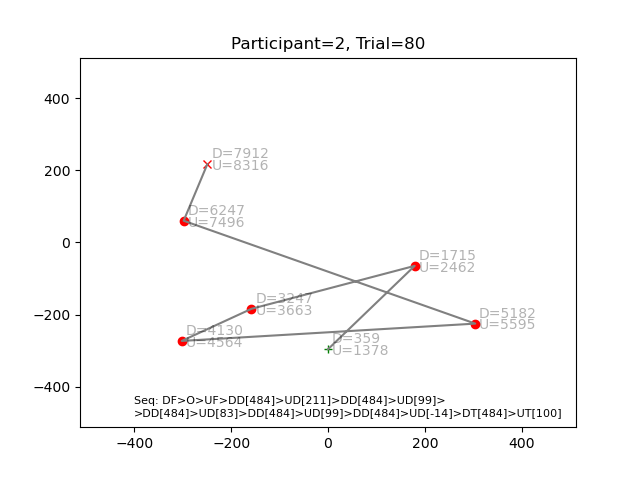 Participant=2, Trial=80
400
200
0
−200
−400
D=7912
U=8316
D=6247
U=7496
D=1715
U=2462
D=3247
U=3663
D=5182
U=5595
D=4130
U=4564
D=359
U=1378
Seq: DF>O>UF>DD[484]>UD[211]>DD[484]>UD[99]>
>DD[484]>UD[83]>DD[484]>UD[99]>DD[484]>UD[-14]>DT[484]>UT[100]
−400 −200 0 200 400